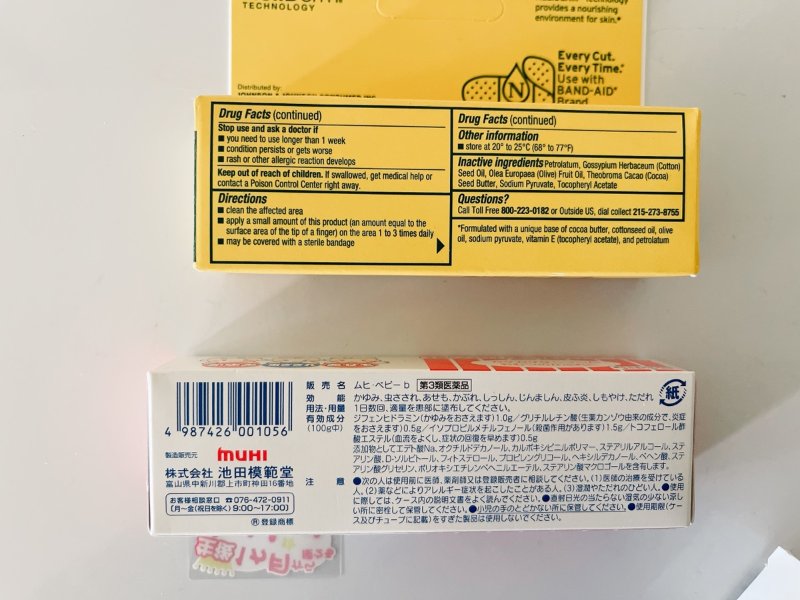 TECHNOLOGY
provides a nourishing
environment for skin.*
Every Cut.
Every Time.
Use with
BAND-AID®
Brand
N
Distributed by:
JOHNSON & JOHNSON CONSUMER INC.
Drug Facts (continued)
Stop use and ask a doctor if
■ you need to use longer than 1 week
■ condition persists or gets worse
■ rash or other allergic reaction develops
Keep out of reach of children. If swallowed, get medical help or
contact a Poison Control Center right away.
Directions
■ clean the affected area
■ apply a small amount of this product (an amount equal to the
surface area of the tip of a finger) on the area 1 to 3 times daily
■ may be covered with a sterile bandage
Drug Facts (continued)
Other information
■ store at 20° to 25°C (68° to 77°F)
Inactive ingredients Petrolatum, Gossypium Herbaceum (Cotton)
Seed Oil, Olea Europaea (Olive) Fruit Oil, Theobroma Cacao (Cocoa)
Seed Butter, Sodium Pyruvate, Tocopheryl Acetate
Questions?
Call Toll Free 800-223-0182 or Outside US, dial collect 215-273-8755
*Formulated with a unique base of cocoa butter, cottonseed oil, olive
oil, sodium pyruvate, vitamin E (tocopheryl acetate), and petrolatum
4 987426 001056
製造販売元 MUHI
株式会社 池田模範堂
富山県中新川郡上市町神田16番地
お客様相談窓口 ☎076-472-0911
(月~金(祝日を除く)9:00~17:00)
Ⓡ登録商標
販売名 ムヒ・ベビーb 第3類医薬品
効能 かゆみ、虫さされ、あせも、かぶれ、しっしん、じんましん、皮ふ炎、しもやけ、ただれ
用法・用量 1日数回、適量を患部に塗布してください。
有効成分 ジフェンヒドラミン(かゆみをおさえます)1.0g/グリチルレチン酸(生薬カンゾウ由来の成分で、炎症
(100g中) をおさえます)0.5g/イソプロピルメチルフェノール(殺菌作用があります)1.0g/トコフェロール酢
酸エステル(血流をよくし、症状の回復を早めます)0.5g
添加物としてエデト酸Na、オクチルドデカノール、カルボキシビニルポリマー、ステアリルアルコール、ステ
アリン酸、D-ソルビトール、フィトステロール、プロピレングリコール、ヘキシルデカノール、ベヘン酸、ステ
アリン酸グリセリン、ポリオキシエチレンベヘニルエーテル、ステアリン酸マクロゴールを含有します。
注意 ●次の人は使用前に医師、薬剤師又は登録販売者に相談してください。(1)医師の治療を受けている
人。(2)薬などによりアレルギー症状を起こしたことがある人。(3)湿潤やただれのひどい人。●使用
に際しては、ケース内の説明文書をよく読んでください。●直射日光の当たらない湿気の少ない涼し
い所に密栓して保管してください。●小児の手のとどかない所に保管してください。●使用期限(ケー
ス及びチューブに記載)をすぎた製品は使用しないでください。
紙